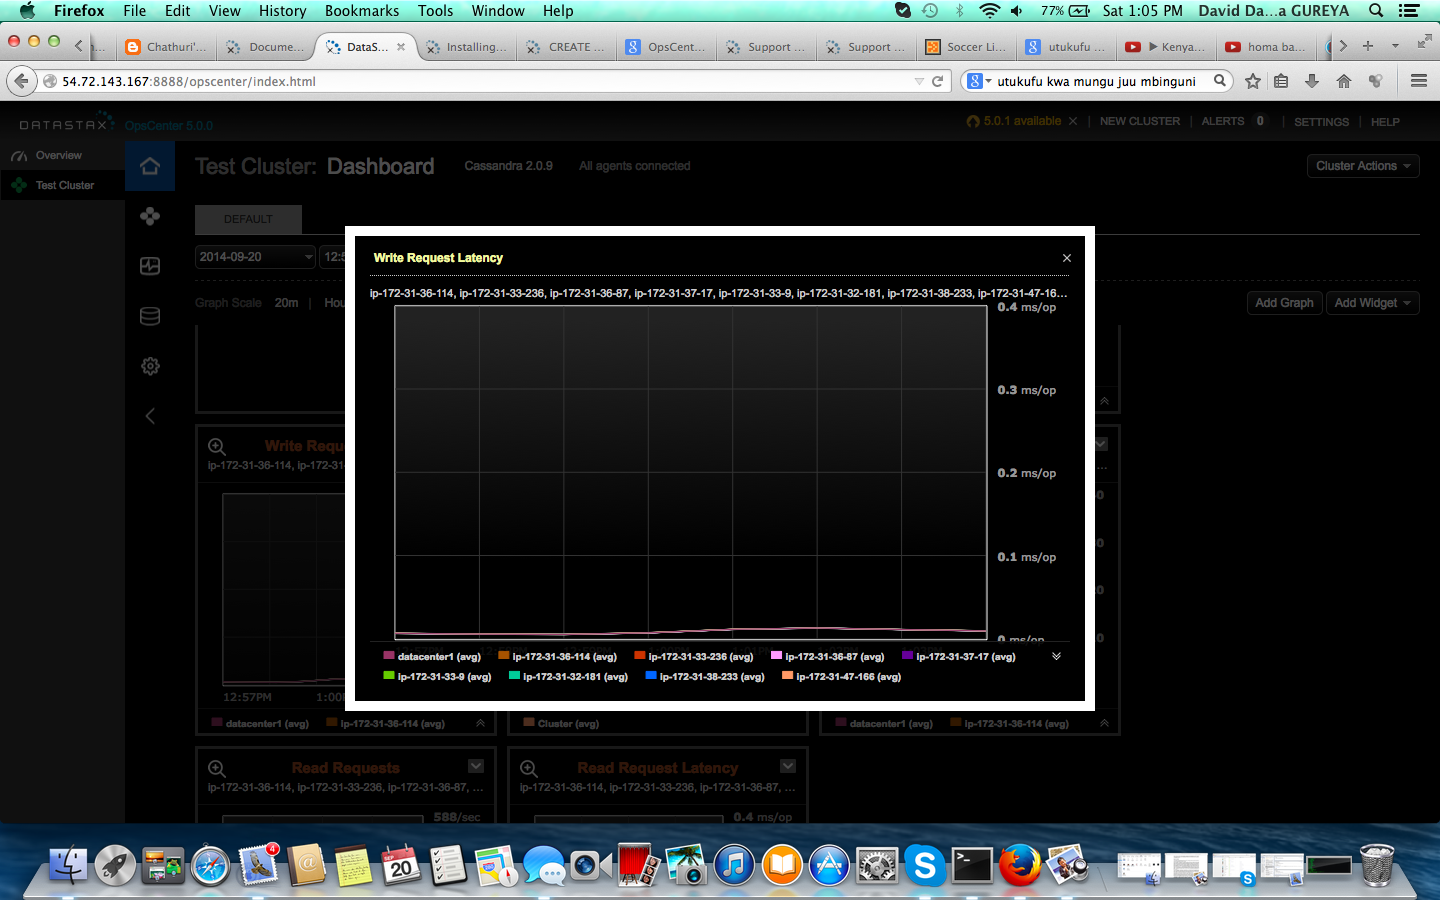 Firefox File Edit View History Bookmarks Tools Window Help 77% Sat 1:05 PM David Da...a GUREYA
Chathuri'... Docume... DataS... Installing... CREATE ... OpsCent... Support ... Support ... Soccer Li... utukufu ... ▶ Kenya... homa ba...
54.72.143.167:8888/opscenter/index.html utukufu kwa mungu juu mbinguni
DATASTAX OpsCenter 5.0.0 5.0.1 available × | NEW CLUSTER | ALERTS 0 | SETTINGS | HELP
Overview
Test Cluster
Test Cluster: Dashboard Cassandra 2.0.9 All agents connected Cluster Actions
DEFAULT
2014-09-20
Graph Scale 20m | Add Graph Add Widget
Write Request Latency ×
ip-172-31-36-114, ip-172-31-33-236, ip-172-31-36-87, ip-172-31-37-17, ip-172-31-33-9, ip-172-31-32-181, ip-172-31-38-233, ip-172-31-47-16...
0.4 ms/op
0.3 ms/op
0.2 ms/op
0.1 ms/op
0 ms/op
datacenter1 (avg) ip-172-31-36-114 (avg) ip-172-31-33-236 (avg) ip-172-31-36-87 (avg) ip-172-31-37-17 (avg)
ip-172-31-33-9 (avg) ip-172-31-32-181 (avg) ip-172-31-38-233 (avg) ip-172-31-47-166 (avg)
Write
ip-172-31-36-114,
12:57PM
datacenter1 (avg) ip-172-31-36-114 (avg)
Cluster (avg)
datacenter1 (avg) ip-172-31-36-114 (avg)
Read Requests
ip-172-31-36-114, ip-172-31-33-236, ip-172-31-36-87, ...
588/sec
Read Request Latency
ip-172-31-36-114, ip-172-31-33-236, ip-172-31-36-87, ...
0.4 ms/op
4
SEP
20